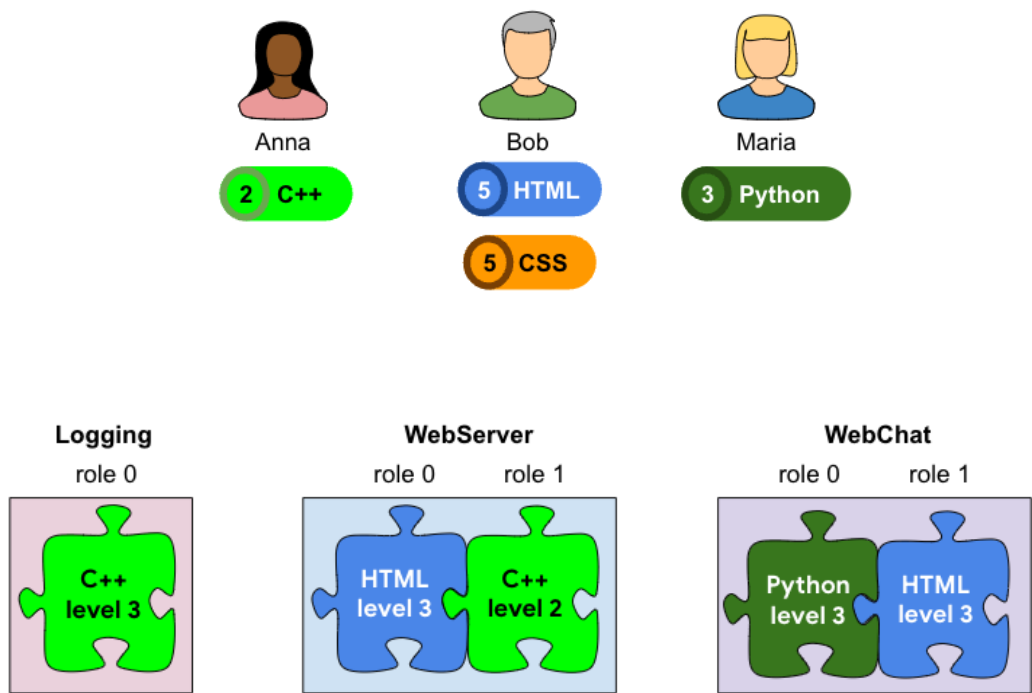 Anna Bob Maria
2 C++ 5 HTML 3 Python
5 CSS
Logging WebServer WebChat
role 0 role 0 role 1 role 0 role 1
C++ HTML C++ Python HTML
level 3 level 3 level 2 level 3 level 3